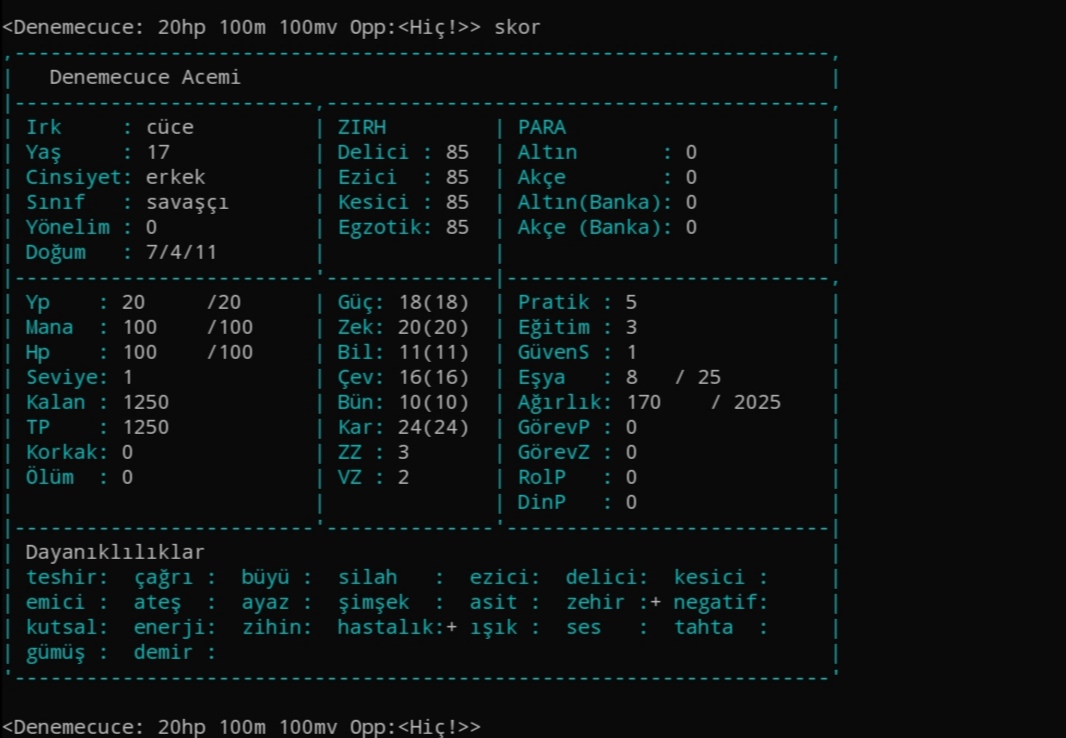 <Denemecuce: 20hp 100m 100mv Opp:<Hiç!>> skor
,--------------------------------------------------------------------,
|   Denemecuce Acemi                                                 |
|-------------------------,------------------------------------------,
| Irk     : cüce          | ZIRH         | PARA                      |
| Yaş     : 17            | Delici : 85  | Altın       : 0           |
| Cinsiyet: erkek         | Ezici  : 85  | Akçe        : 0           |
| Sınıf   : savaşçı       | Kesici : 85  | Altın(Banka): 0           |
| Yönelim : 0             | Egzotik: 85  | Akçe (Banka): 0           |
| Doğum   : 7/4/11        |              |                           |
|-------------------------'--------------|---------------------------,
| Yp    : 20     /20      | Güç: 18(18)  | Pratik : 5                |
| Mana  : 100    /100     | Zek: 20(20)  | Eğitim : 3                |
| Hp    : 100    /100     | Bil: 11(11)  | GüvenS : 1                |
| Seviye: 1               | Çev: 16(16)  | Eşya   : 8   / 25         |
| Kalan : 1250            | Bün: 10(10)  | Ağırlık: 170    / 2025    |
| TP    : 1250            | Kar: 24(24)  | GörevP : 0                |
| Korkak: 0               | ZZ : 3       | GörevZ : 0                |
| Ölüm  : 0               | VZ : 2       | RolP   : 0                |
|                         |              | DinP   : 0                |
|-------------------------'--------------'---------------------------|
| Dayanıklılıklar                                                    |
| teshir:  çağrı :  büyü :  silah   :  ezici:  delici:  kesici :     |
| emici :  ateş  :  ayaz :  şimşek  :  asit :  zehir :+ negatif:     |
| kutsal:  enerji:  zihin:  hastalık:+ ışık :  ses   :  tahta  :     |
| gümüş :  demir :                                                   |
'--------------------------------------------------------------------'
<Denemecuce: 20hp 100m 100mv Opp:<Hiç!>>